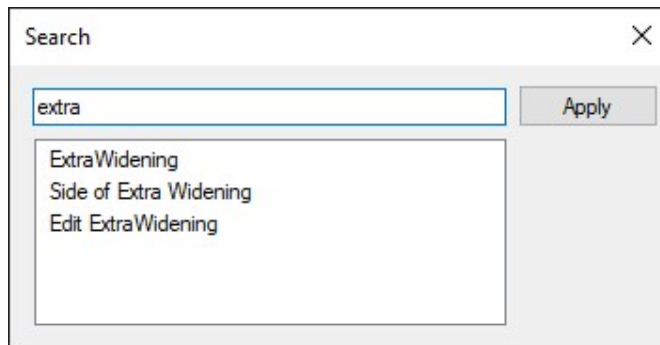 Search
extra
Apply
ExtraWidening
Side of Extra Widening
Edit ExtraWidening